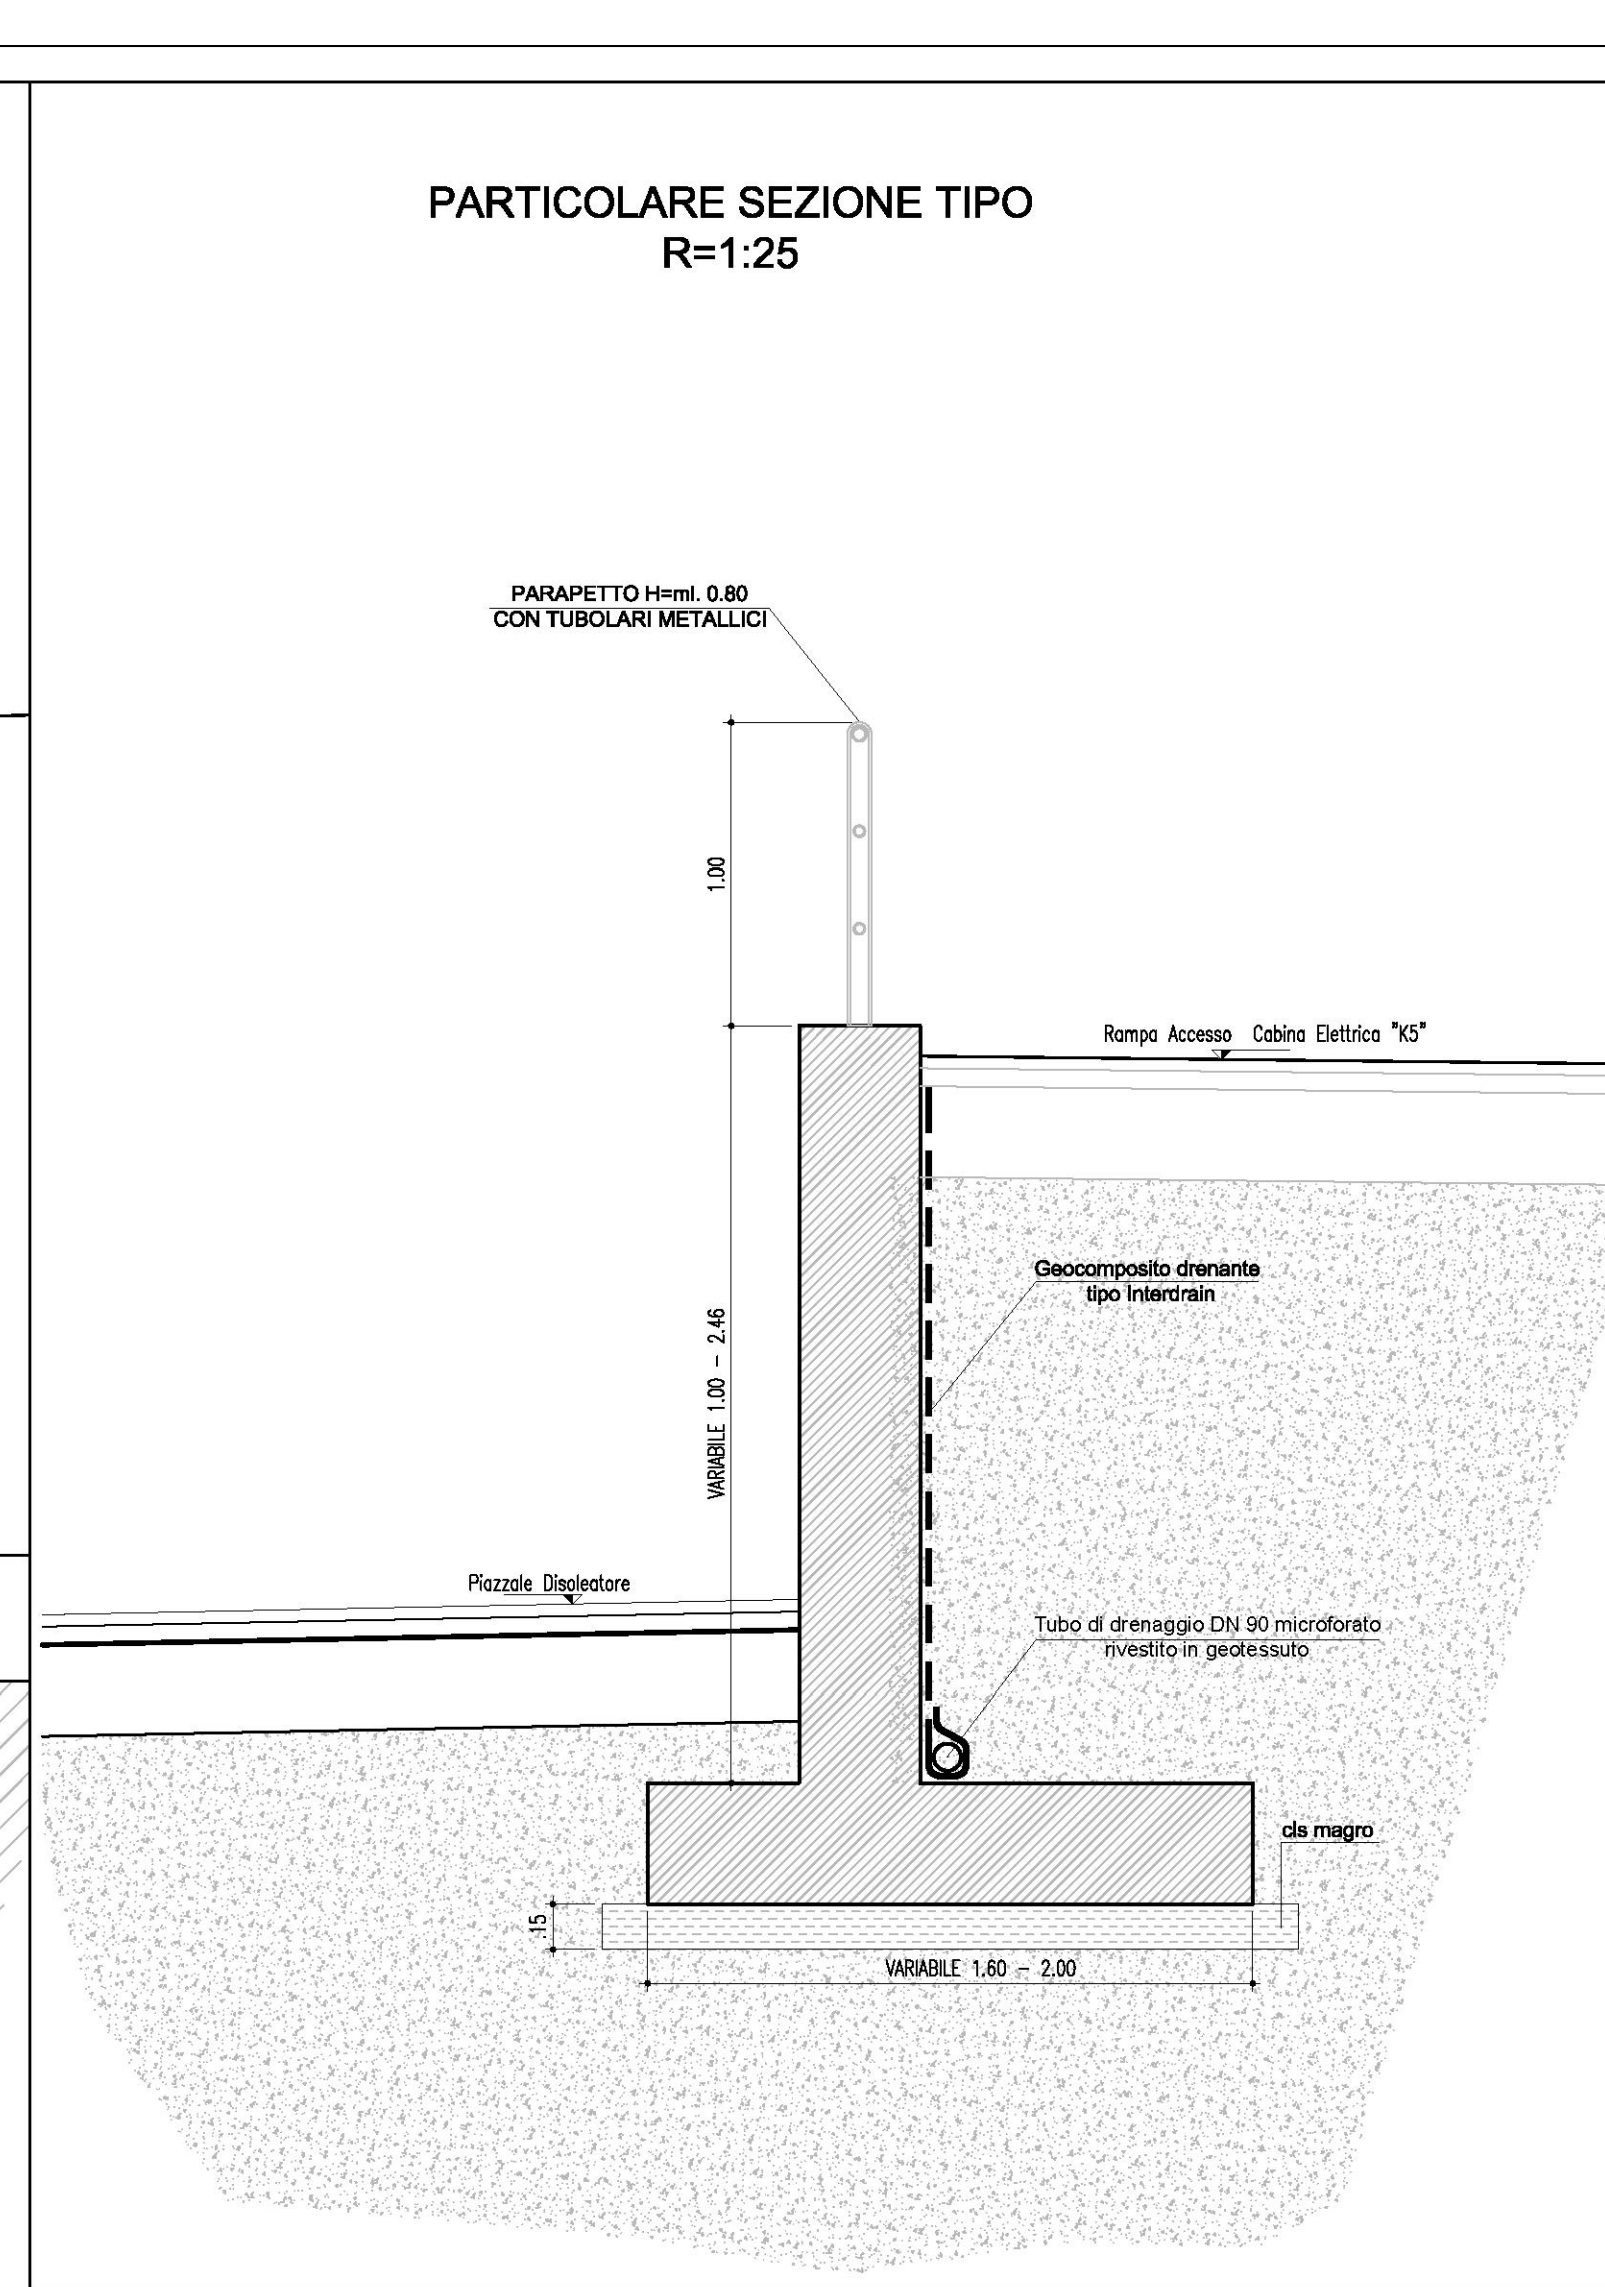 PARTICOLARE SEZIONE TIPO
R=1:25
PARAPETTO H=ml. 0.80
CON TUBOLARI METALLICI
1.00
Rampa Accesso Cabina Elettrica "K5"
Geocomposito drenante
tipo Interdrain
VARIABILE 1.00 - 2.46
Piazzale Disoleatore
Tubo di drenaggio DN 90 microforato
rivestito in geotessuto
cls magro
.15
VARIABILE 1.60 - 2.00